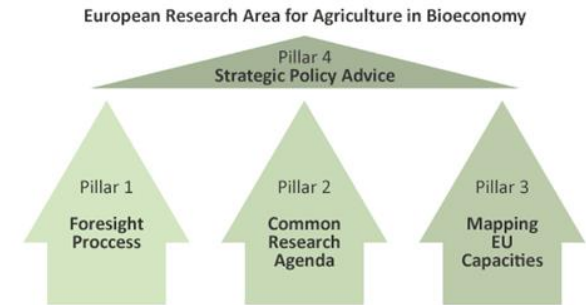 European Research Area for Agriculture in Bioeconomy
Pillar 4
Strategic Policy Advice
Pillar 1
Foresight
Proccess
Pillar 2
Common
Research
Agenda
Pillar 3
Mapping
EU
Capacities